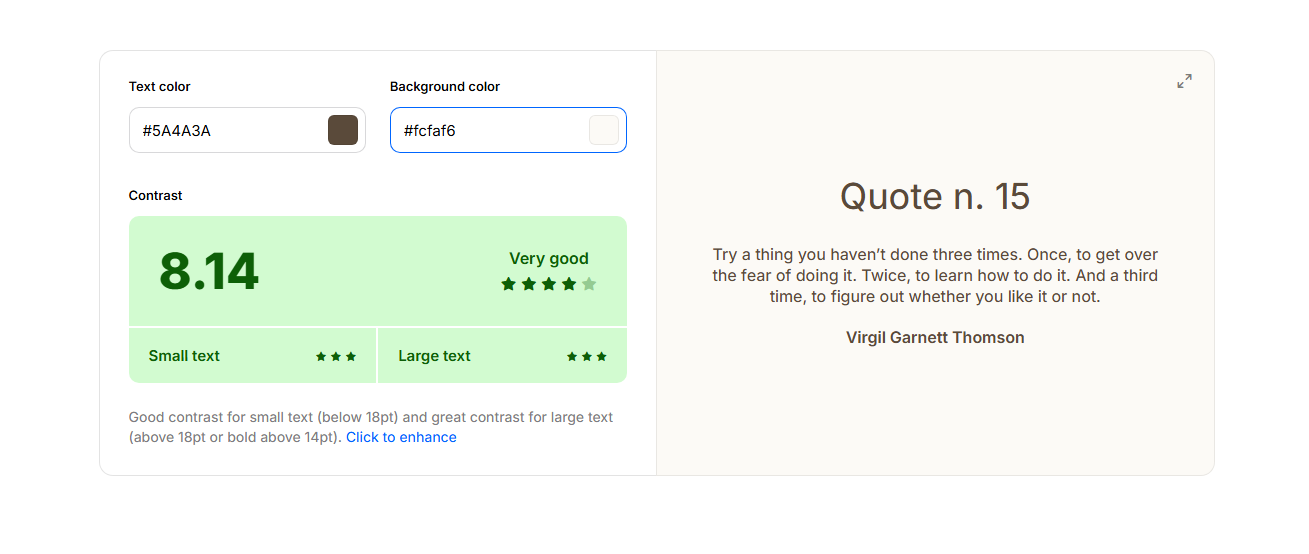 Text color
Background color
#5A4A3A
#fcfaf6
Contrast
8.14
Very good
Small text
Large text
Good contrast for small text (below 18pt) and great contrast for large text
(above 18pt or bold above 14pt). Click to enhance
Quote n. 15
Try a thing you haven’t done three times. Once, to get over
the fear of doing it. Twice, to learn how to do it. And a third
time, to figure out whether you like it or not.
Virgil Garnett Thomson